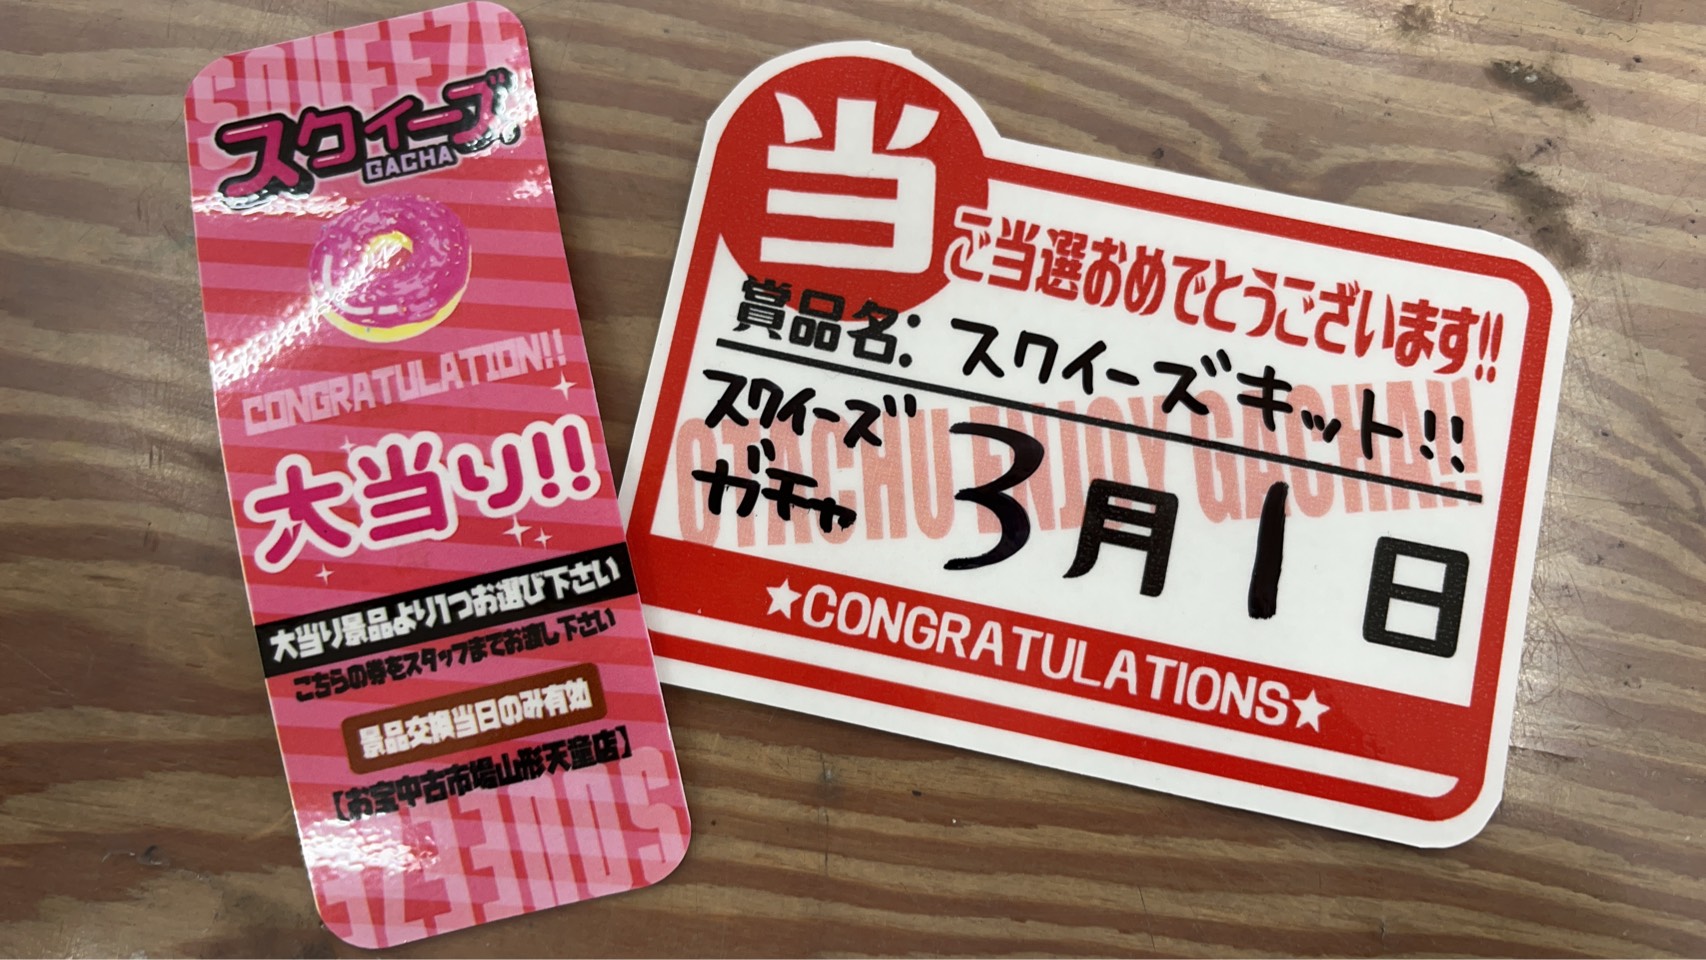 SQUEEZE
スクィーズ
GACHA
CONGRATULATION!!
大当り!!
大当り景品より1つお選び下さい
こちらの券をスタッフまでお渡し下さい
景品交換当日のみ有効
【お宝中古市場山形天童店】
SQUEEZE
当
ご当選おめでとうございます!!
賞品名: スクイーズキット!!
OTACHU ENJOY GACHA!!
スクイーズ
ガチャ
3月1日
★CONGRATULATIONS★